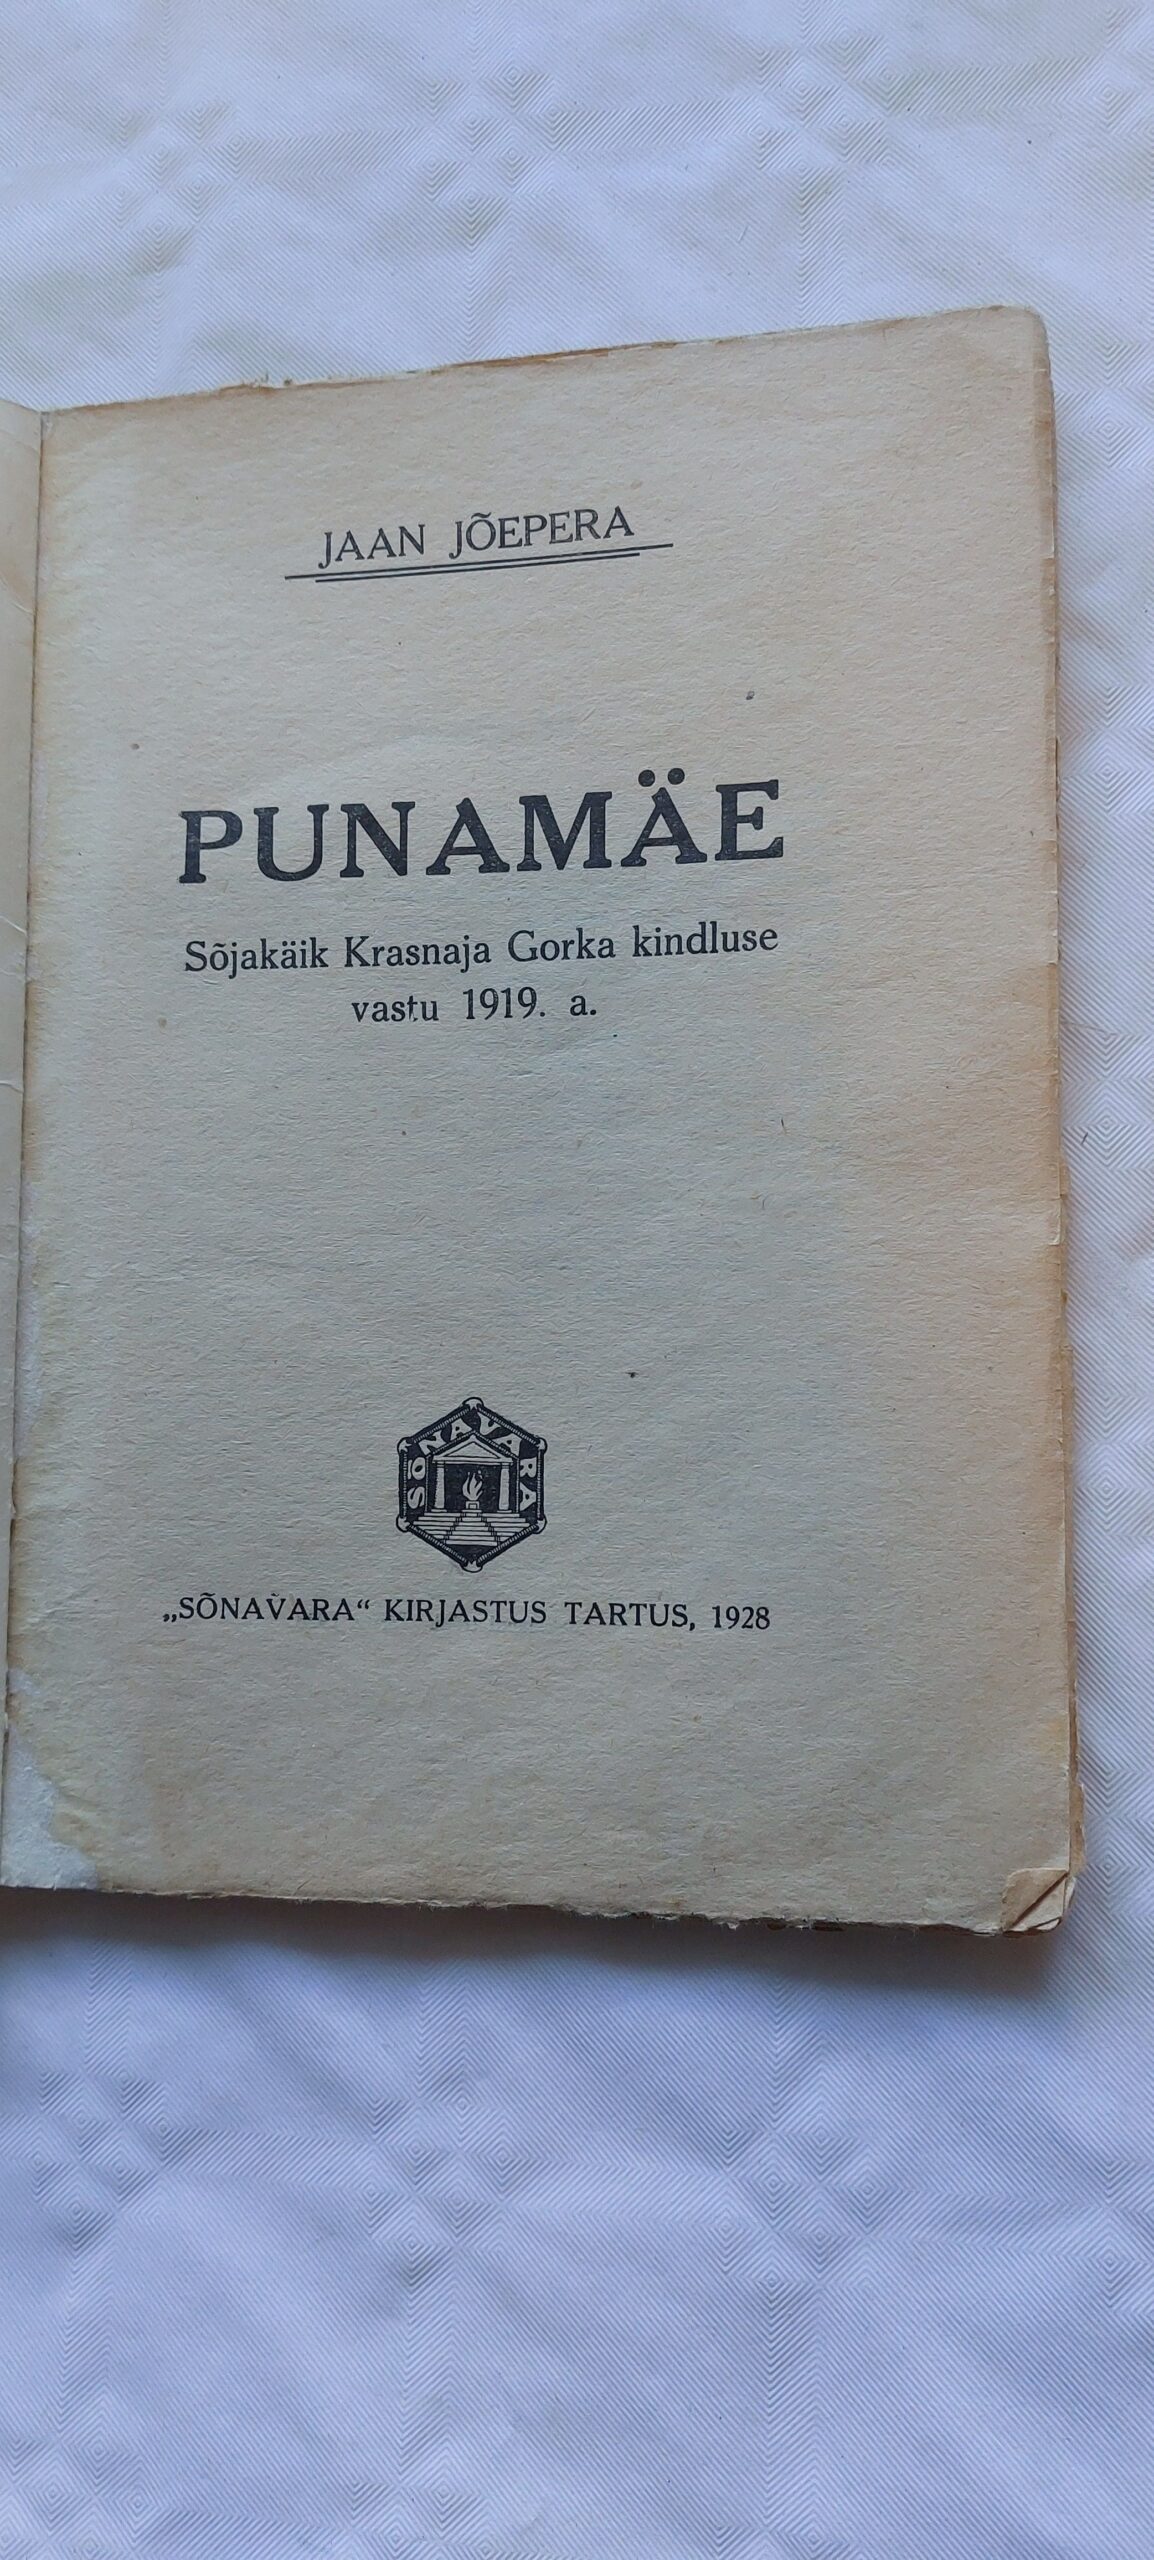 JAAN JÕEPERA
PUNAMÄE
Sõjakäik Krasnaja Gorka kindluse
vastu 1919. a.
SÕNAVARA
„SÕNAVARA“ KIRJASTUS TARTUS, 1928